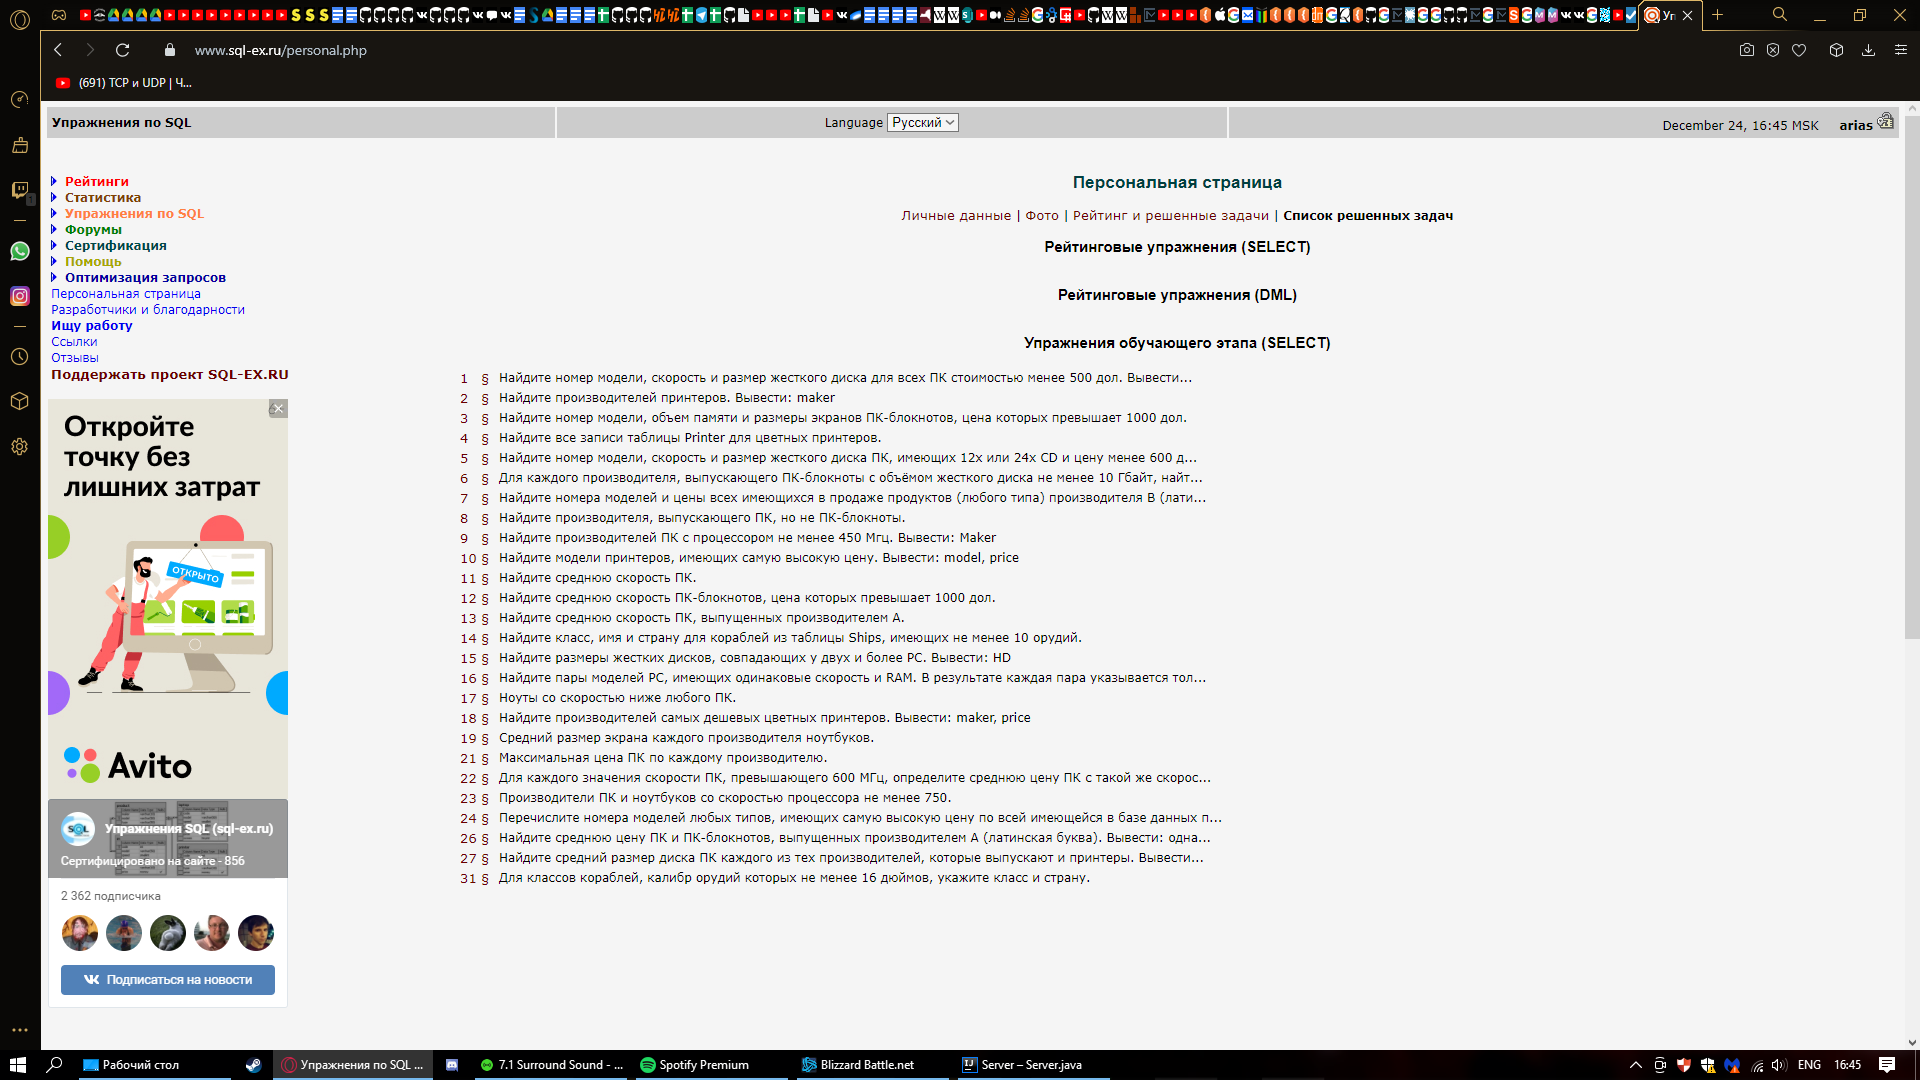 Уп
www.sql-ex.ru/personal.php
(691) TCP и UDP | Ч...
Упражнения по SQL
Language Русский
December 24, 16:45 MSK arias
Рейтинги
Статистика
Упражнения по SQL
Форумы
Сертификация
Помощь
Оптимизация запросов
Персональная страница
Разработчики и благодарности
Ищу работу
Ссылки
Отзывы
Поддержать проект SQL-EX.RU
Откройте
точку без
лишних затрат
ОТКРЫТО
Avito
Упражнения SQL (sql-ex.ru)
Сертифицировано на сайте - 856
2 362 подписчика
Подписаться на новости
Персональная страница
Личные данные | Фото | Рейтинг и решенные задачи | Список решенных задач
Рейтинговые упражнения (SELECT)
Рейтинговые упражнения (DML)
Упражнения обучающего этапа (SELECT)
1 § Найдите номер модели, скорость и размер жесткого диска для всех ПК стоимостью менее 500 дол. Вывести...
2 § Найдите производителей принтеров. Вывести: maker
3 § Найдите номер модели, объем памяти и размеры экранов ПК-блокнотов, цена которых превышает 1000 дол.
4 § Найдите все записи таблицы Printer для цветных принтеров.
5 § Найдите номер модели, скорость и размер жесткого диска ПК, имеющих 12x или 24x CD и цену менее 600 д...
6 § Для каждого производителя, выпускающего ПК-блокноты c объёмом жесткого диска не менее 10 Гбайт, найт...
7 § Найдите номера моделей и цены всех имеющихся в продаже продуктов (любого типа) производителя B (лати...
8 § Найдите производителя, выпускающего ПК, но не ПК-блокноты.
9 § Найдите производителей ПК с процессором не менее 450 Мгц. Вывести: Maker
10 § Найдите модели принтеров, имеющих самую высокую цену. Вывести: model, price
11 § Найдите среднюю скорость ПК.
12 § Найдите среднюю скорость ПК-блокнотов, цена которых превышает 1000 дол.
13 § Найдите среднюю скорость ПК, выпущенных производителем A.
14 § Найдите класс, имя и страну для кораблей из таблицы Ships, имеющих не менее 10 орудий.
15 § Найдите размеры жестких дисков, совпадающих у двух и более PC. Вывести: HD
16 § Найдите пары моделей PC, имеющих одинаковые скорость и RAM. В результате каждая пара указывается тол...
17 § Ноуты со скоростью ниже любого ПК.
18 § Найдите производителей самых дешевых цветных принтеров. Вывести: maker, price
19 § Средний размер экрана каждого производителя ноутбуков.
21 § Максимальная цена ПК по каждому производителю.
22 § Для каждого значения скорости ПК, превышающего 600 МГц, определите среднюю цену ПК с такой же скорос...
23 § Производители ПК и ноутбуков со скоростью процессора не менее 750.
24 § Перечислите номера моделей любых типов, имеющих самую высокую цену по всей имеющейся в базе данных п...
26 § Найдите среднюю цену ПК и ПК-блокнотов, выпущенных производителем A (латинская буква). Вывести: одна...
27 § Найдите средний размер диска ПК каждого из тех производителей, которые выпускают и принтеры. Вывести...
31 § Для классов кораблей, калибр орудий которых не менее 16 дюймов, укажите класс и страну.
Рабочий стол
Упражнения по SQL ...
7.1 Surround Sound - ...
Spotify Premium
Blizzard Battle.net
Server – Server.java
ENG 16:45